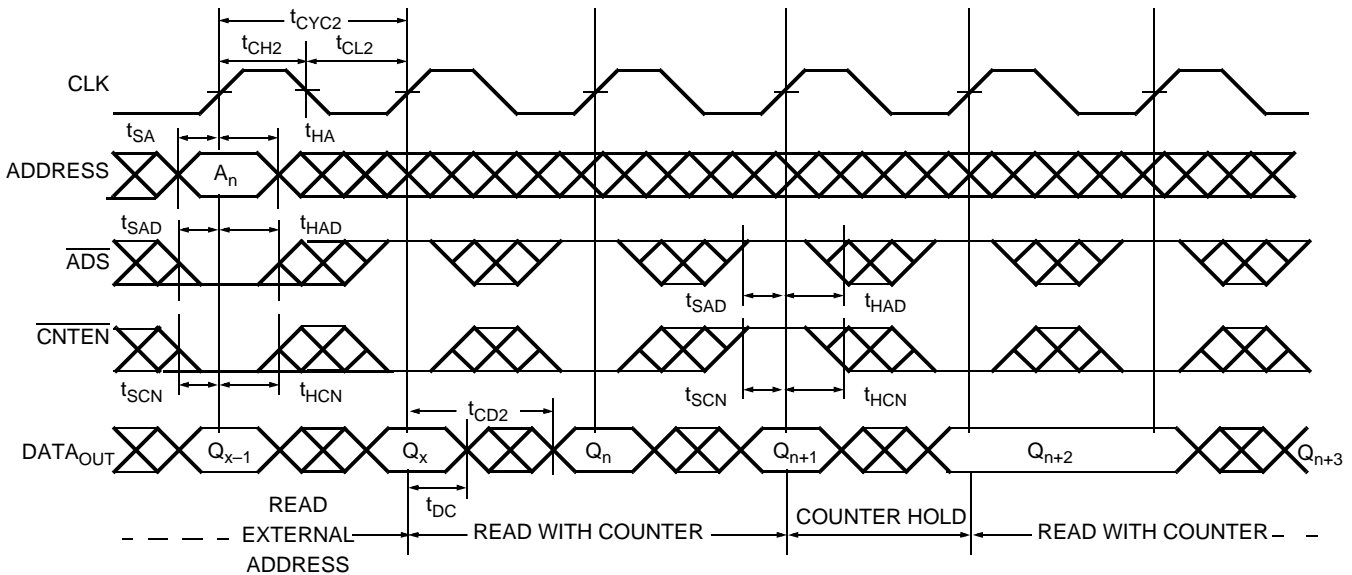 tCYC2
tCH2
tCL2
CLK
tSA
tHA
ADDRESS
An
tSAD
tHAD
ADS
tSAD
tHAD
CNTEN
tSCN
tHCN
tSCN
tHCN
tCD2
DATAOUT
Qx–1
Qx
Qn
Qn+1
Qn+2
Qn+3
tDC
READ
EXTERNAL
ADDRESS
READ WITH COUNTER
COUNTER HOLD
READ WITH COUNTER